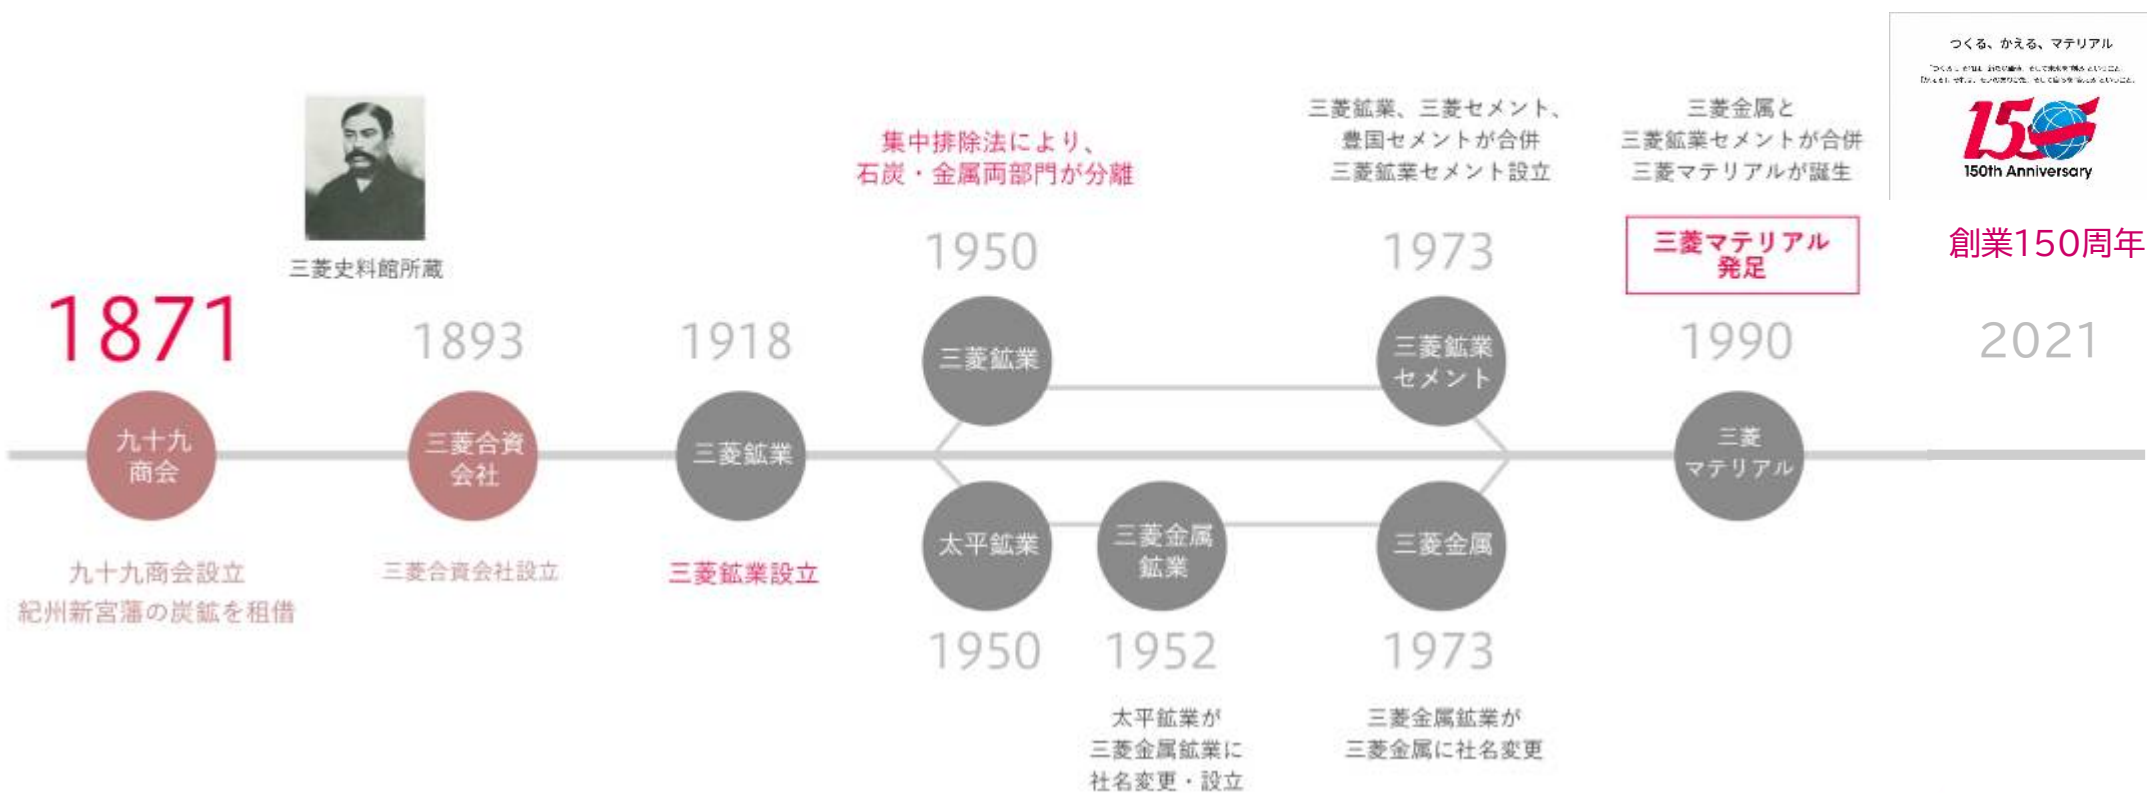 つくる、かえる、マテリアル
150
150th Anniversary
創業150周年
2021
三菱史料館所蔵
1871
九十九
商会
九十九商会設立
紀州新宮藩の炭鉱を租借
1893
三菱合資
会社
三菱合資会社設立
1918
三菱鉱業
三菱鉱業設立
集中排除法により、
石炭・金属両部門が分離
1950
三菱鉱業
太平鉱業
1950
三菱金属
鉱業
1952
太平鉱業が
三菱金属鉱業に
社名変更・設立
三菱鉱業、三菱セメント、
豊国セメントが合併
三菱鉱業セメント設立
1973
三菱鉱業
セメント
三菱金属
1973
三菱金属鉱業が
三菱金属に社名変更
三菱金属と
三菱鉱業セメントが合併
三菱マテリアルが誕生
三菱マテリアル
発足
1990
三菱
マテリアル